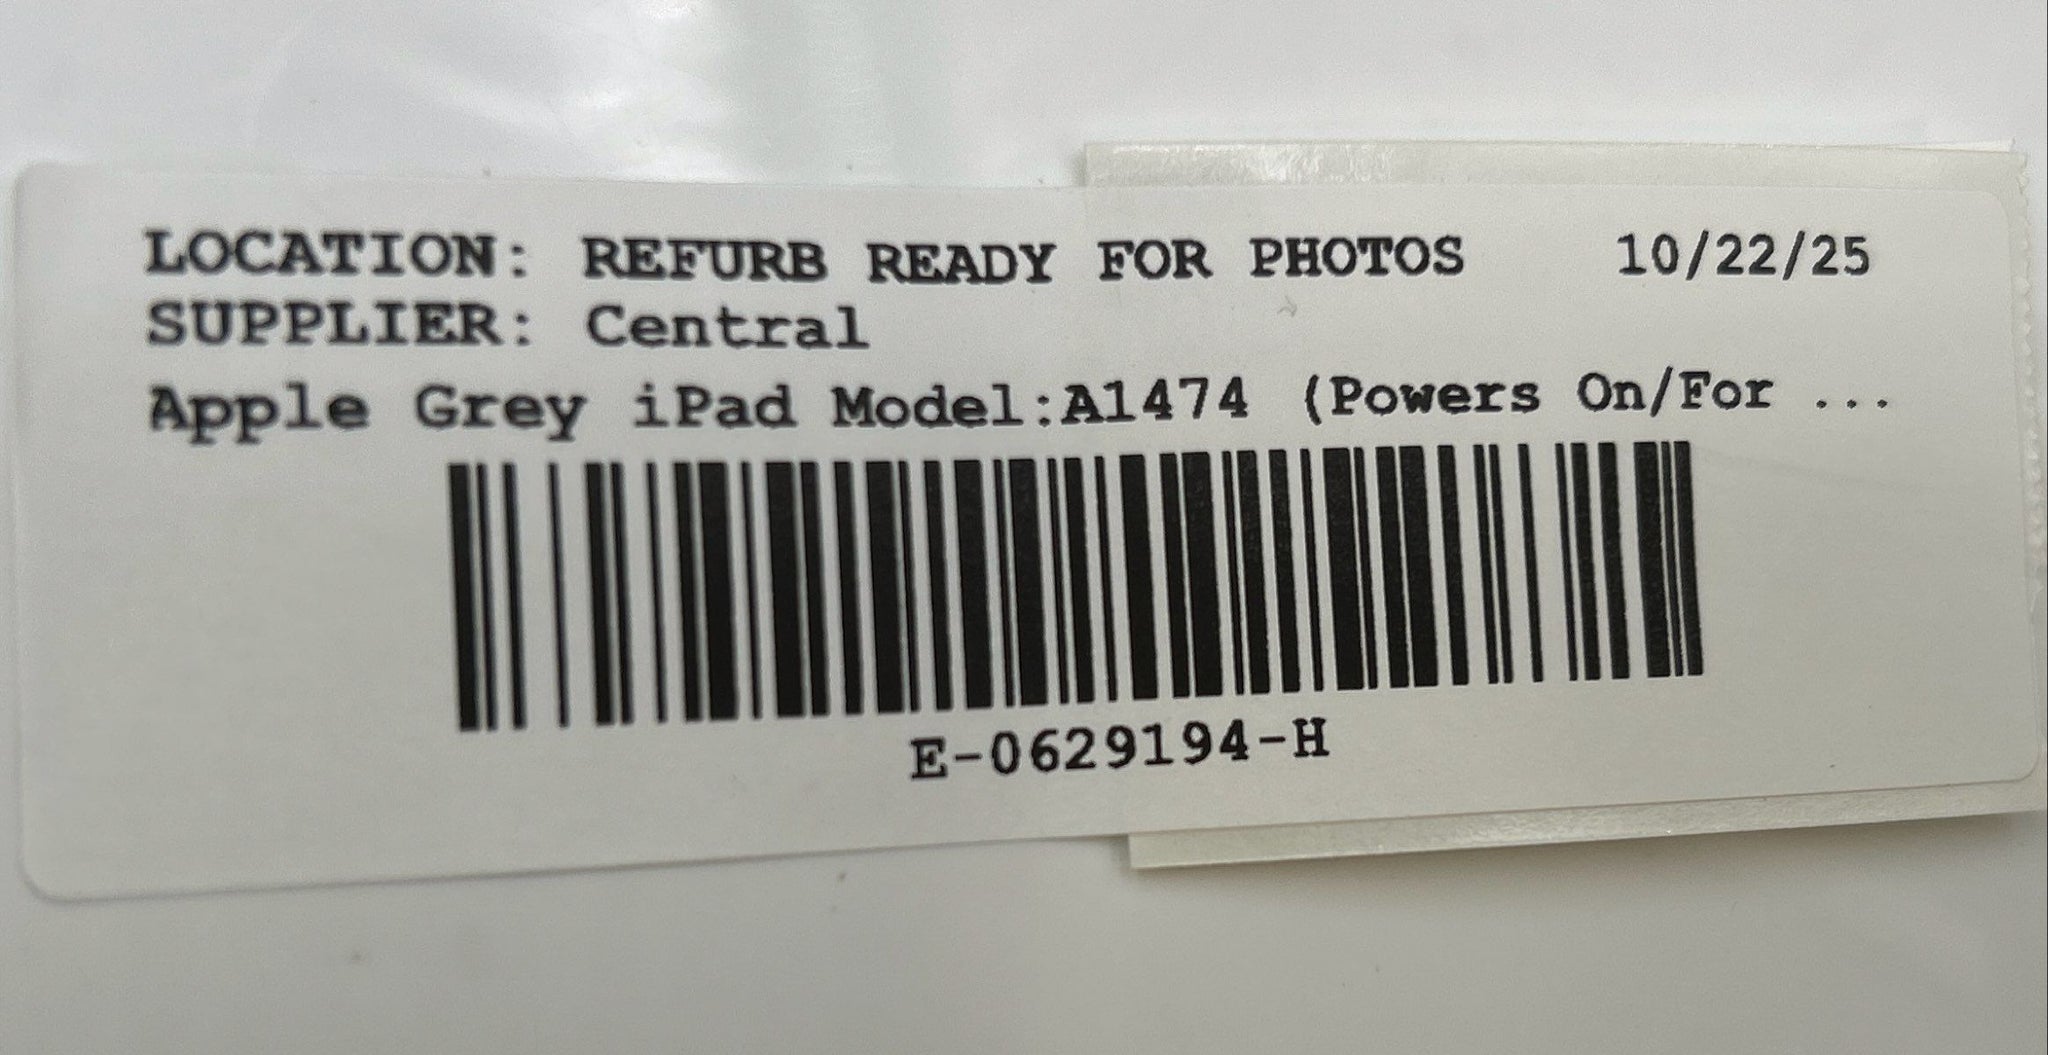 LOCATION: REFURB READY FOR PHOTOS 10/22/25
SUPPLIER: Central
Apple Grey iPad Model:A1474 (Powers On/For ...
E-0629194-H